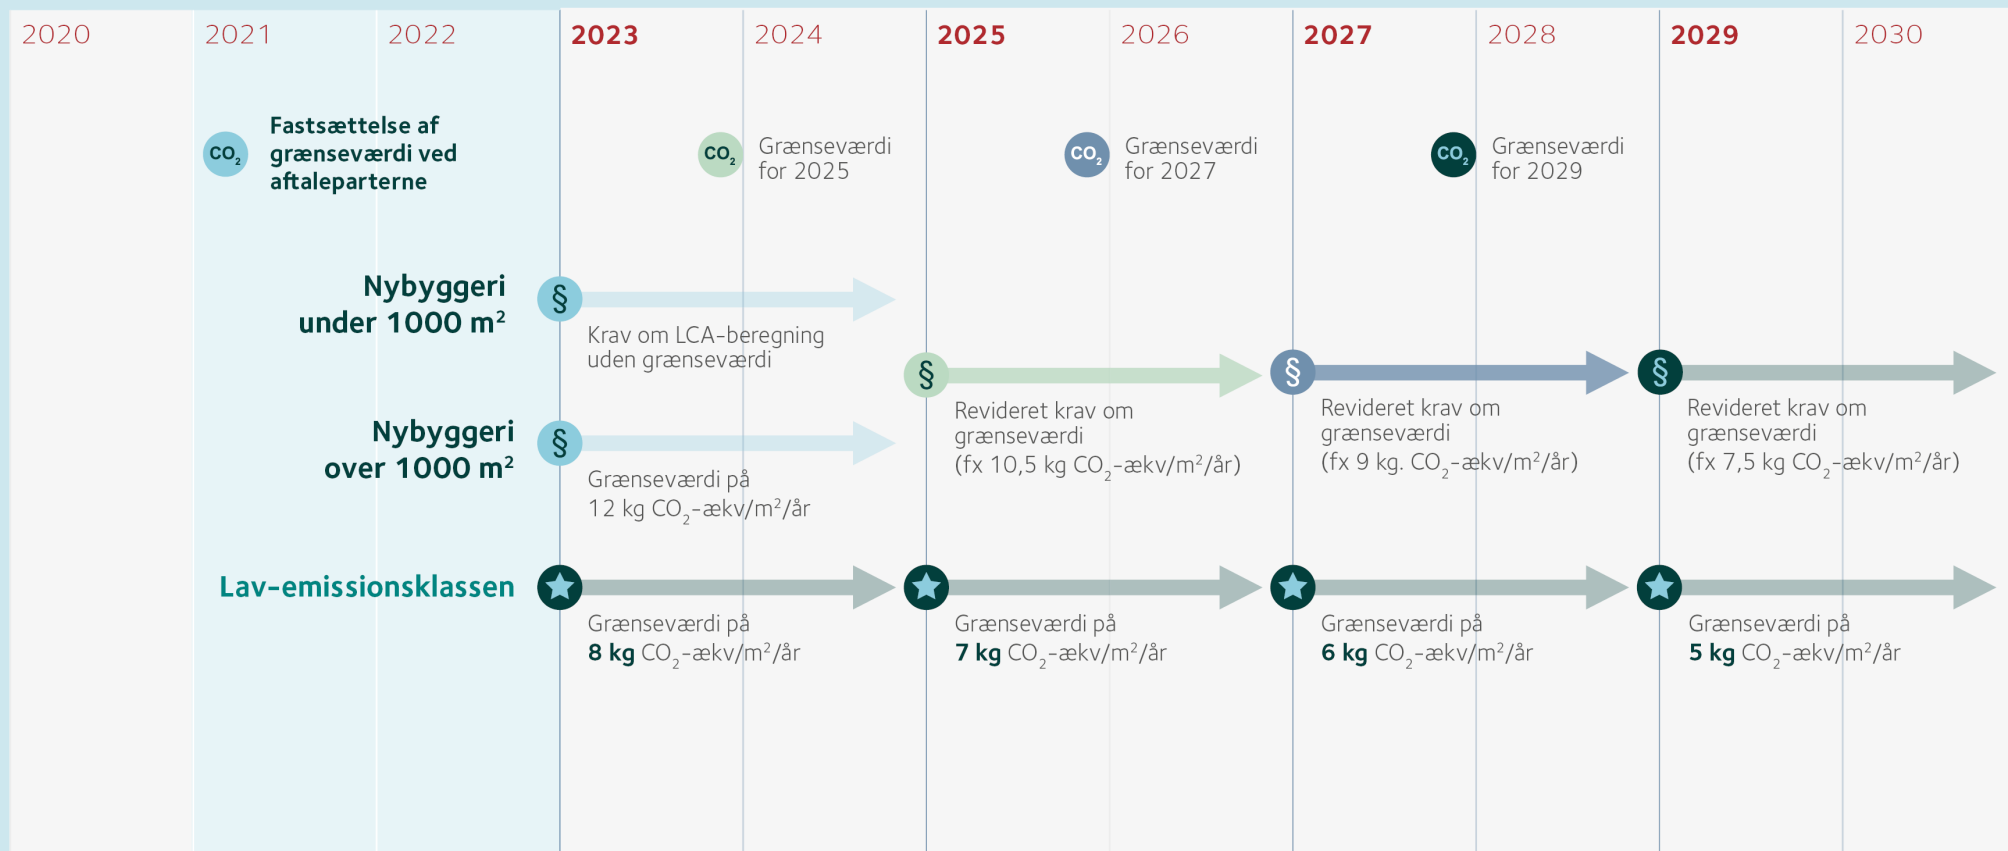 2020 2021 2022 2023 2024 2025 2026 2027 2028 2029 2030
CO₂
Fastsættelse af
grænseværdi ved
aftaleparterne
CO₂
Grænseværdi
for 2025
CO₂
Grænseværdi
for 2027
CO₂
Grænseværdi
for 2029
Nybyggeri
under 1000 m²
§
Krav om LCA-beregning
uden grænseværdi
Nybyggeri
over 1000 m²
§
Grænseværdi på
12 kg CO₂-ækv/m²/år
§
Revideret krav om
grænseværdi
(fx 10,5 kg CO₂-ækv/m²/år)
§
Revideret krav om
grænseværdi
(fx 9 kg. CO₂-ækv/m²/år)
§
Revideret krav om
grænseværdi
(fx 7,5 kg CO₂-ækv/m²/år)
Lav-emissionsklassen
Grænseværdi på
8 kg CO₂-ækv/m²/år
Grænseværdi på
7 kg CO₂-ækv/m²/år
Grænseværdi på
6 kg CO₂-ækv/m²/år
Grænseværdi på
5 kg CO₂-ækv/m²/år